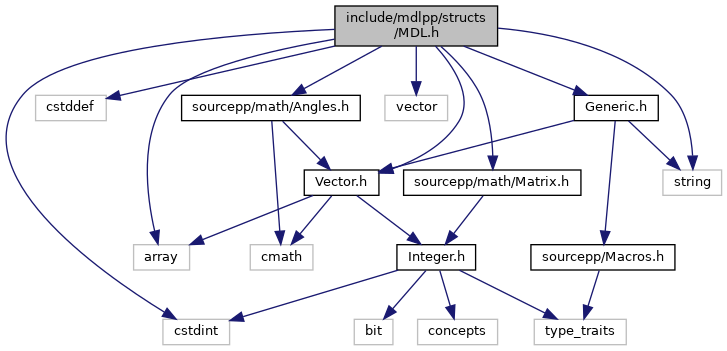 include/mdlpp/structs
/MDL.h
cstddef
sourcepp/math/Angles.h
vector
Generic.h
Vector.h
sourcepp/math/Matrix.h
string
array
cmath
Integer.h
sourcepp/Macros.h
cstdint
bit
concepts
type_traits